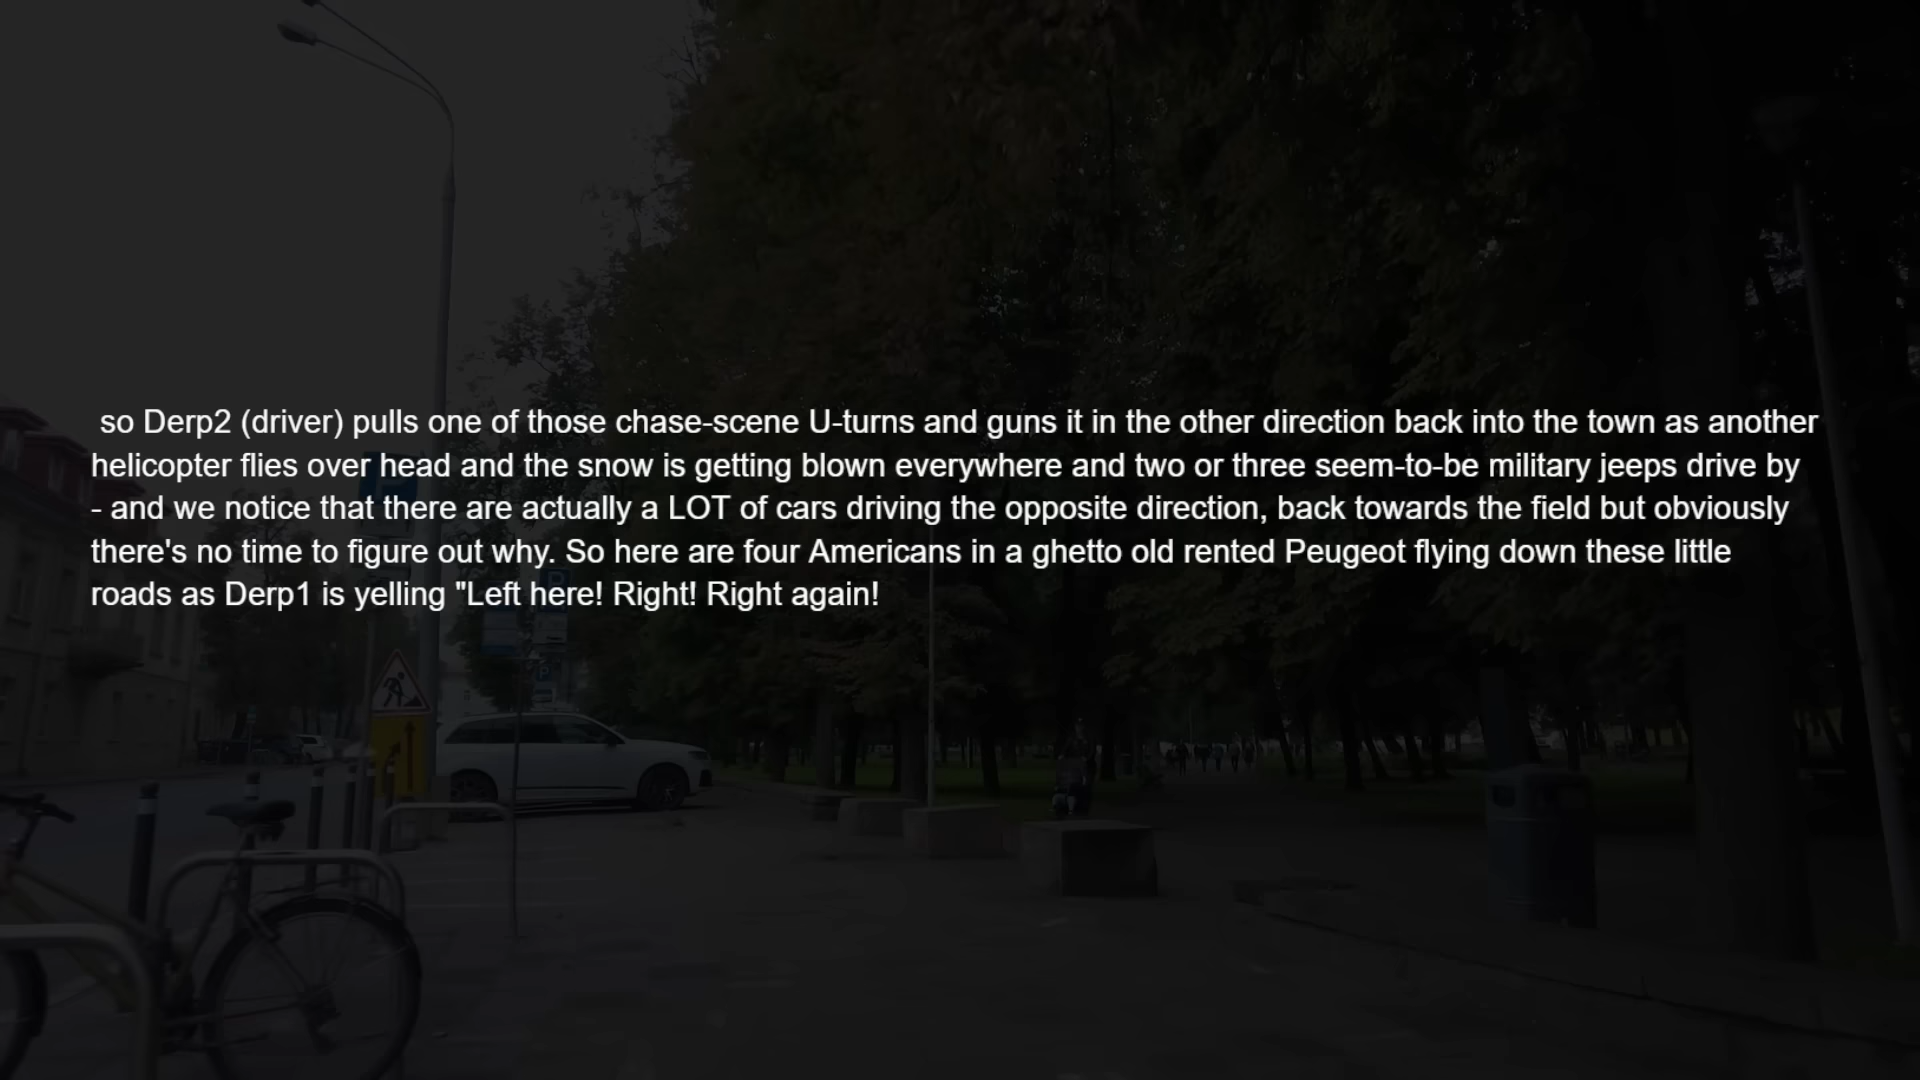 so Derp2 (driver) pulls one of those chase-scene U-turns and guns it in the other direction back into the town as another
helicopter flies over head and the snow is getting blown everywhere and two or three seem-to-be military jeeps drive by
- and we notice that there are actually a LOT of cars driving the opposite direction, back towards the field but obviously
there's no time to figure out why. So here are four Americans in a ghetto old rented Peugeot flying down these little
roads as Derp1 is yelling "Left here! Right! Right again!
P
P